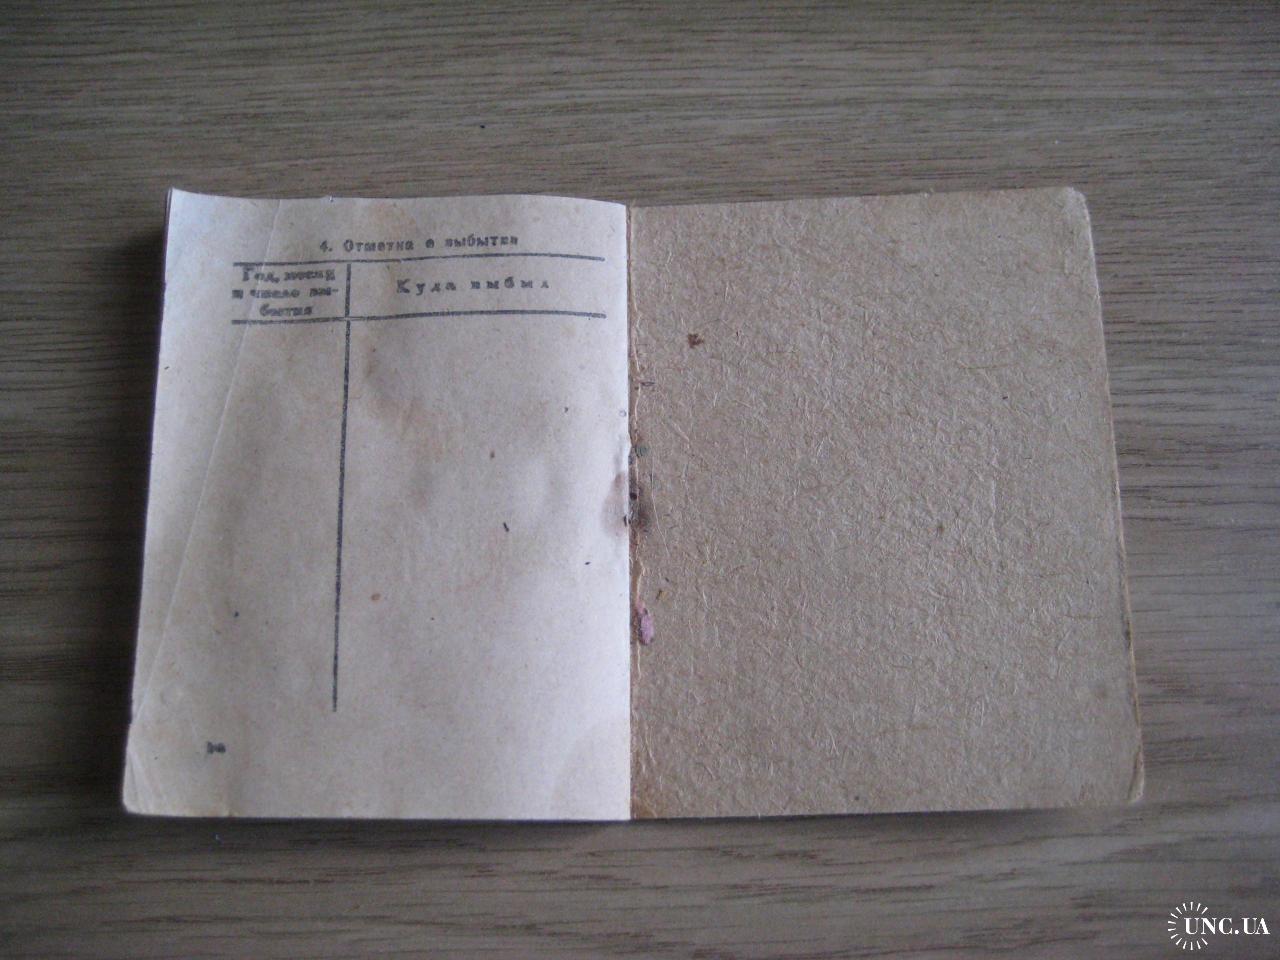 4. Отметка о выбытии
Год, месяц
и число вы-
бытия
Куда выбыл
UNC.UA